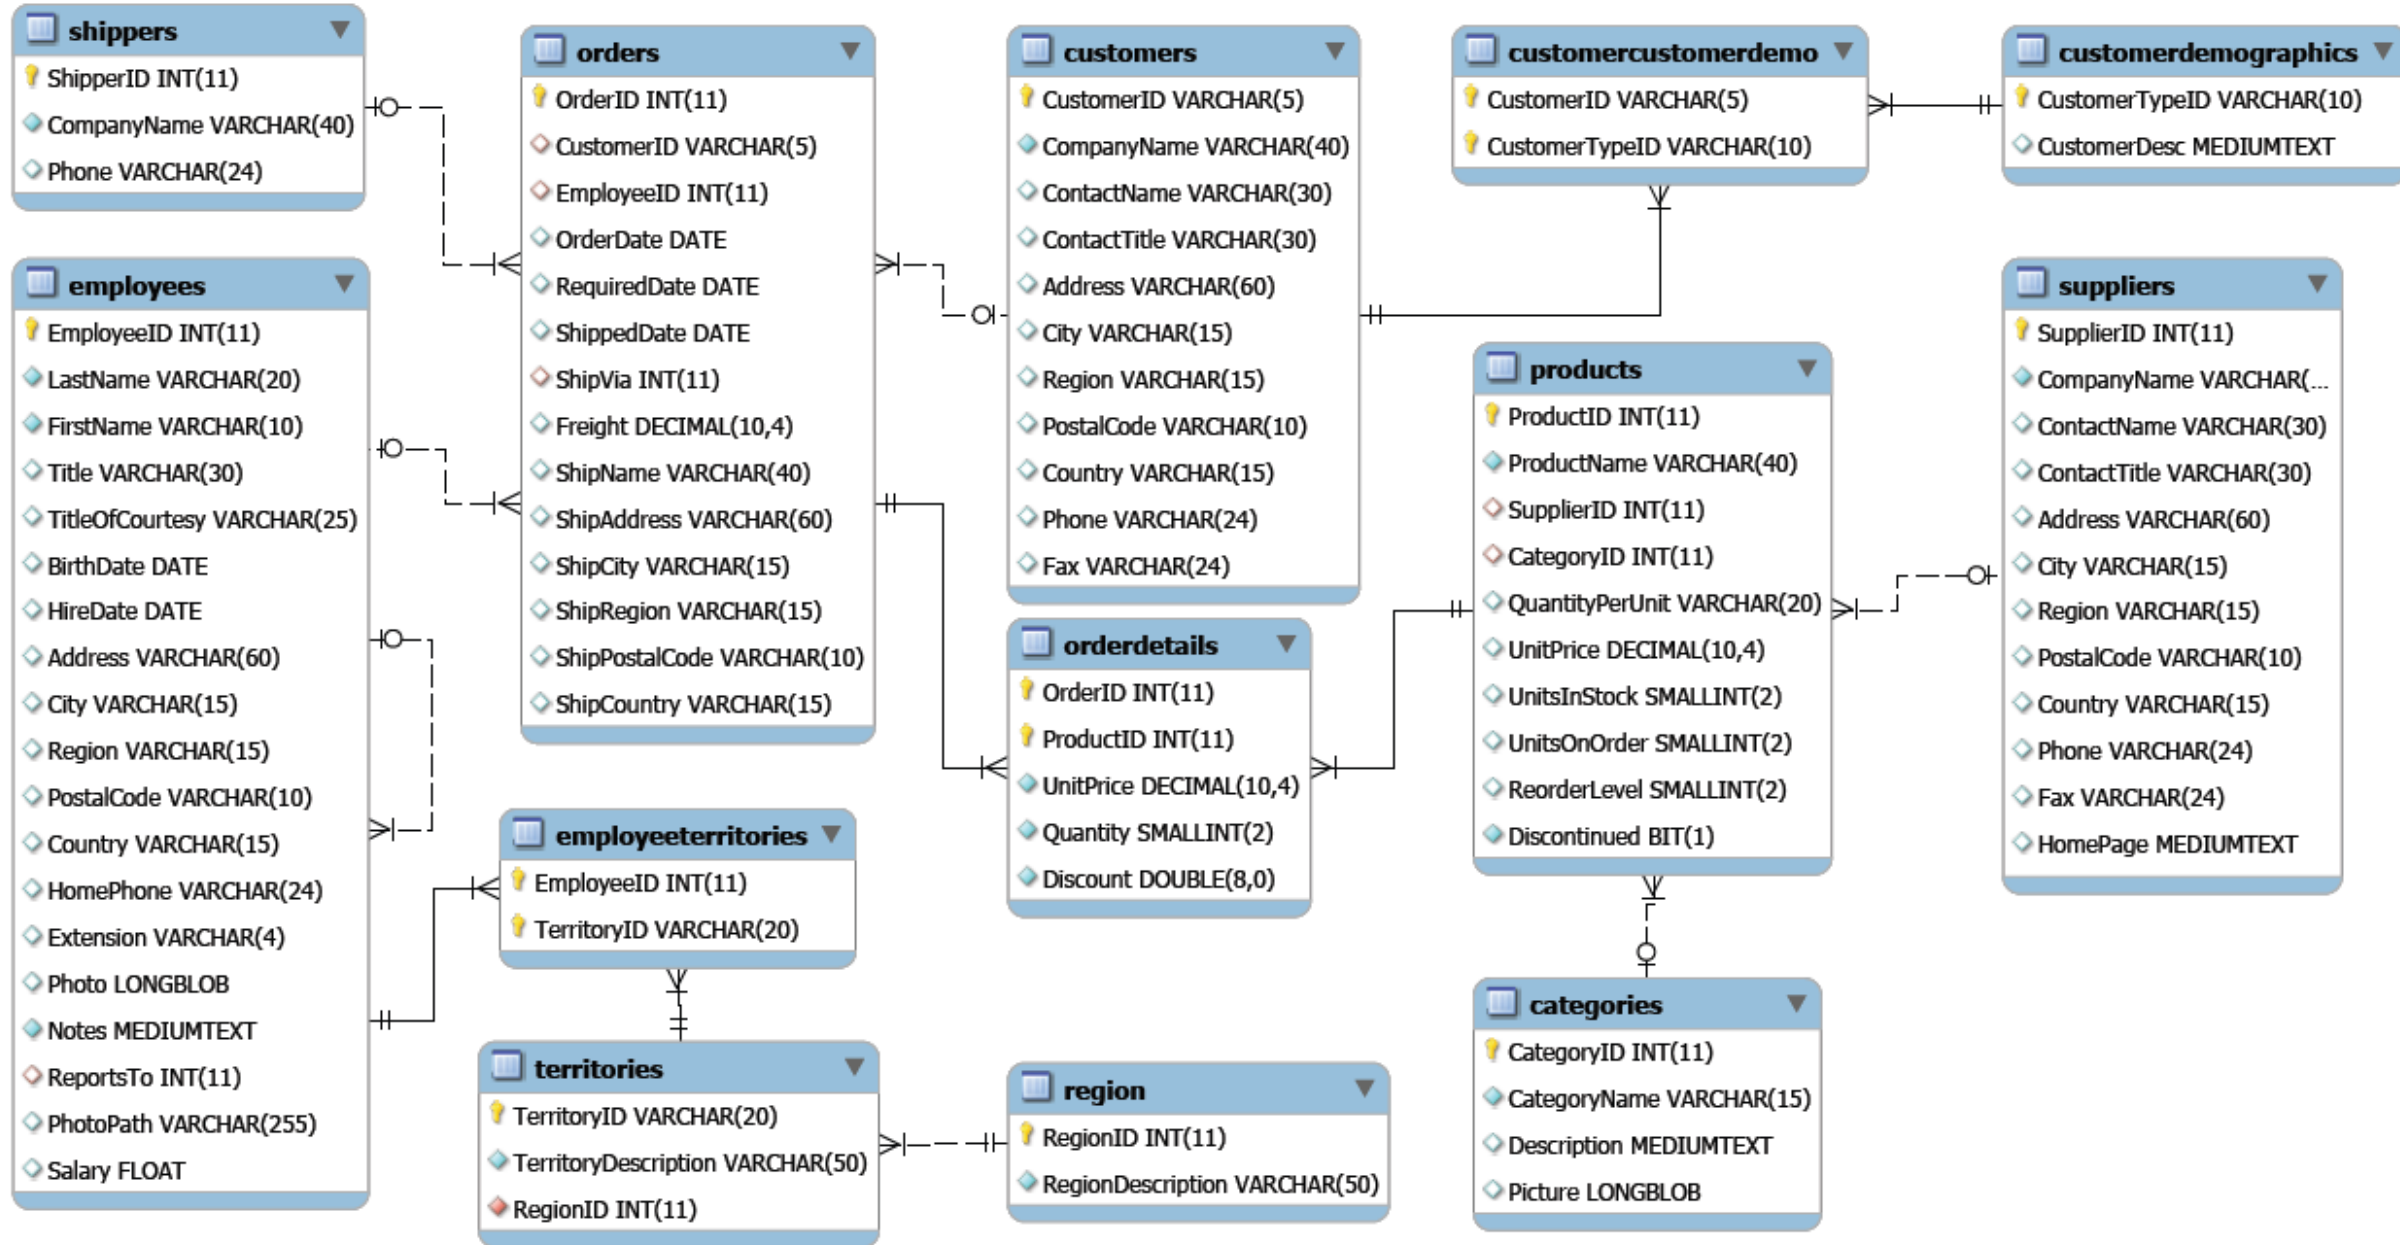 shippers
ShipperID INT(11)
CompanyName VARCHAR(40)
Phone VARCHAR(24)
employees
EmployeeID INT(11)
LastName VARCHAR(20)
FirstName VARCHAR(10)
Title VARCHAR(30)
TitleOfCourtesy VARCHAR(25)
BirthDate DATE
HireDate DATE
Address VARCHAR(60)
City VARCHAR(15)
Region VARCHAR(15)
PostalCode VARCHAR(10)
Country VARCHAR(15)
HomePhone VARCHAR(24)
Extension VARCHAR(4)
Photo LONGBLOB
Notes MEDIUMTEXT
ReportsTo INT(11)
PhotoPath VARCHAR(255)
Salary FLOAT
orders
OrderID INT(11)
CustomerID VARCHAR(5)
EmployeeID INT(11)
OrderDate DATE
RequiredDate DATE
ShippedDate DATE
ShipVia INT(11)
Freight DECIMAL(10,4)
ShipName VARCHAR(40)
ShipAddress VARCHAR(60)
ShipCity VARCHAR(15)
ShipRegion VARCHAR(15)
ShipPostalCode VARCHAR(10)
ShipCountry VARCHAR(15)
employeeterritories
EmployeeID INT(11)
TerritoryID VARCHAR(20)
territories
TerritoryID VARCHAR(20)
TerritoryDescription VARCHAR(50)
RegionID INT(11)
customers
CustomerID VARCHAR(5)
CompanyName VARCHAR(40)
ContactName VARCHAR(30)
ContactTitle VARCHAR(30)
Address VARCHAR(60)
City VARCHAR(15)
Region VARCHAR(15)
PostalCode VARCHAR(10)
Country VARCHAR(15)
Phone VARCHAR(24)
Fax VARCHAR(24)
orderdetails
OrderID INT(11)
ProductID INT(11)
UnitPrice DECIMAL(10,4)
Quantity SMALLINT(2)
Discount DOUBLE(8,0)
region
RegionID INT(11)
RegionDescription VARCHAR(50)
customercustomerdemo
CustomerID VARCHAR(5)
CustomerTypeID VARCHAR(10)
products
ProductID INT(11)
ProductName VARCHAR(40)
SupplierID INT(11)
CategoryID INT(11)
QuantityPerUnit VARCHAR(20)
UnitPrice DECIMAL(10,4)
UnitsInStock SMALLINT(2)
UnitsOnOrder SMALLINT(2)
ReorderLevel SMALLINT(2)
Discontinued BIT(1)
categories
CategoryID INT(11)
CategoryName VARCHAR(15)
Description MEDIUMTEXT
Picture LONGBLOB
customerdemographics
CustomerTypeID VARCHAR(10)
CustomerDesc MEDIUMTEXT
suppliers
SupplierID INT(11)
CompanyName VARCHAR(...
ContactName VARCHAR(30)
ContactTitle VARCHAR(30)
Address VARCHAR(60)
City VARCHAR(15)
Region VARCHAR(15)
PostalCode VARCHAR(10)
Country VARCHAR(15)
Phone VARCHAR(24)
Fax VARCHAR(24)
HomePage MEDIUMTEXT